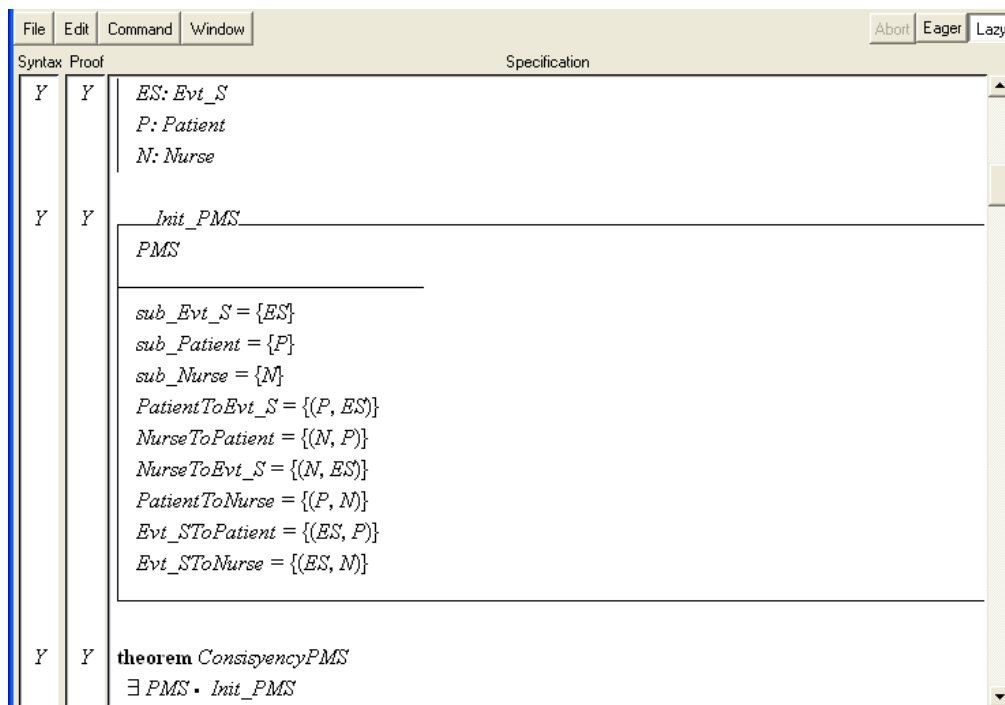 File Edit Command Window Abort Eager Lazy
Syntax Proof Specification
Y Y ES: Evt_S
P: Patient
N: Nurse
Y Y Init_PMS
PMS
sub_Evt_S = {ES}
sub_Patient = {P}
sub_Nurse = {N}
PatientToEvt_S = {(P, ES)}
NurseToPatient = {(N, P)}
NurseToEvt_S = {(N, ES)}
PatientToNurse = {(P, N)}
Evt_SToPatient = {(ES, P)}
Evt_SToNurse = {(ES, N)}
Y Y theorem ConsisyencyPMS
∃ PMS • Init_PMS